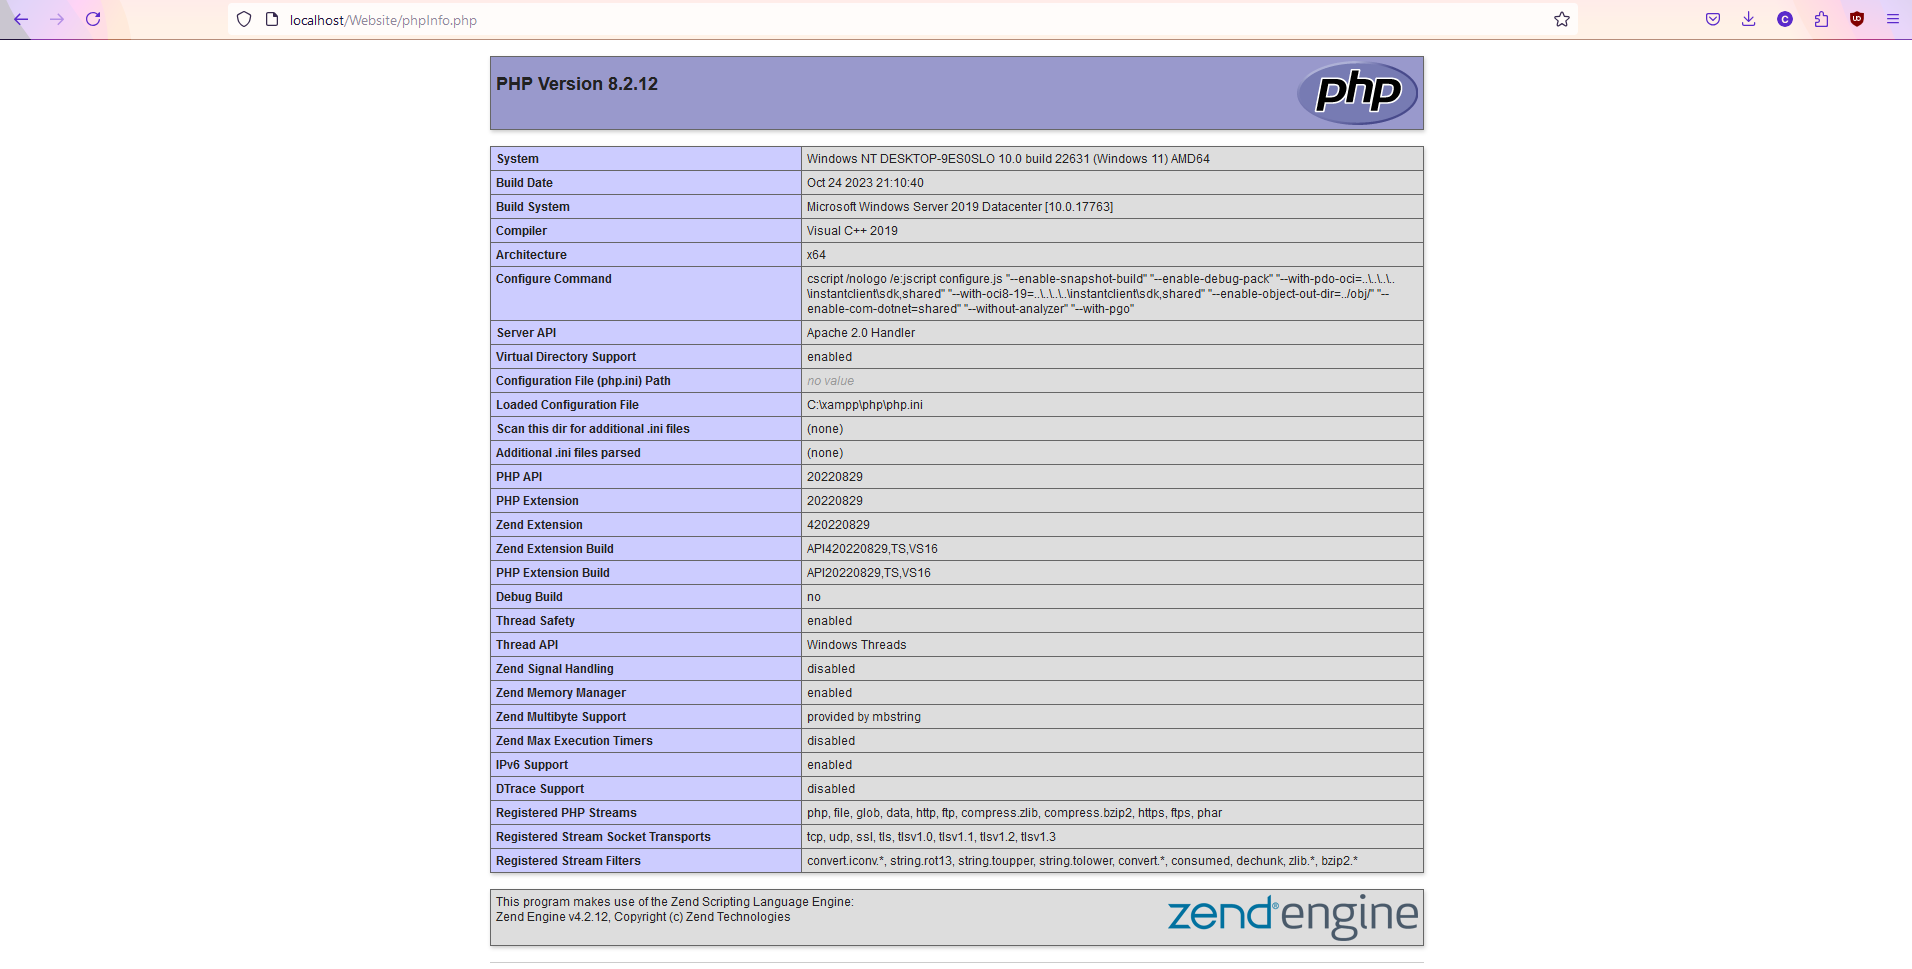 localhost/Website/phpInfo.php
PHP Version 8.2.12
php
System Windows NT DESKTOP-9ES0SLO 10.0 build 22631 (Windows 11) AMD64
Build Date Oct 24 2023 21:10:40
Build System Microsoft Windows Server 2019 Datacenter [10.0.17763]
Compiler Visual C++ 2019
Architecture x64
Configure Command cscript /nologo /e:jscript configure.js "--enable-snapshot-build" "--enable-debug-pack" "--with-pdo-oci=..\..\..\..
\instantclient\sdk,shared" "--with-oci8-19=..\..\..\..\instantclient\sdk,shared" "--enable-object-out-dir=../obj/" "--
enable-com-dotnet=shared" "--without-analyzer" "--with-pgo"
Server API Apache 2.0 Handler
Virtual Directory Support enabled
Configuration File (php.ini) Path no value
Loaded Configuration File C:\xampp\php\php.ini
Scan this dir for additional .ini files (none)
Additional .ini files parsed (none)
PHP API 20220829
PHP Extension 20220829
Zend Extension 420220829
Zend Extension Build API420220829,TS,VS16
PHP Extension Build API20220829,TS,VS16
Debug Build no
Thread Safety enabled
Thread API Windows Threads
Zend Signal Handling disabled
Zend Memory Manager enabled
Zend Multibyte Support provided by mbstring
Zend Max Execution Timers disabled
IPv6 Support enabled
DTrace Support disabled
Registered PHP Streams php, file, glob, data, http, ftp, compress.zlib, compress.bzip2, https, ftps, phar
Registered Stream Socket Transports tcp, udp, ssl, tls, tlsv1.0, tlsv1.1, tlsv1.2, tlsv1.3
Registered Stream Filters convert.iconv.*, string.rot13, string.toupper, string.tolower, convert.*, consumed, dechunk, zlib.*, bzip2.*
This program makes use of the Zend Scripting Language Engine:
Zend Engine v4.2.12, Copyright (c) Zend Technologies
zend® engine